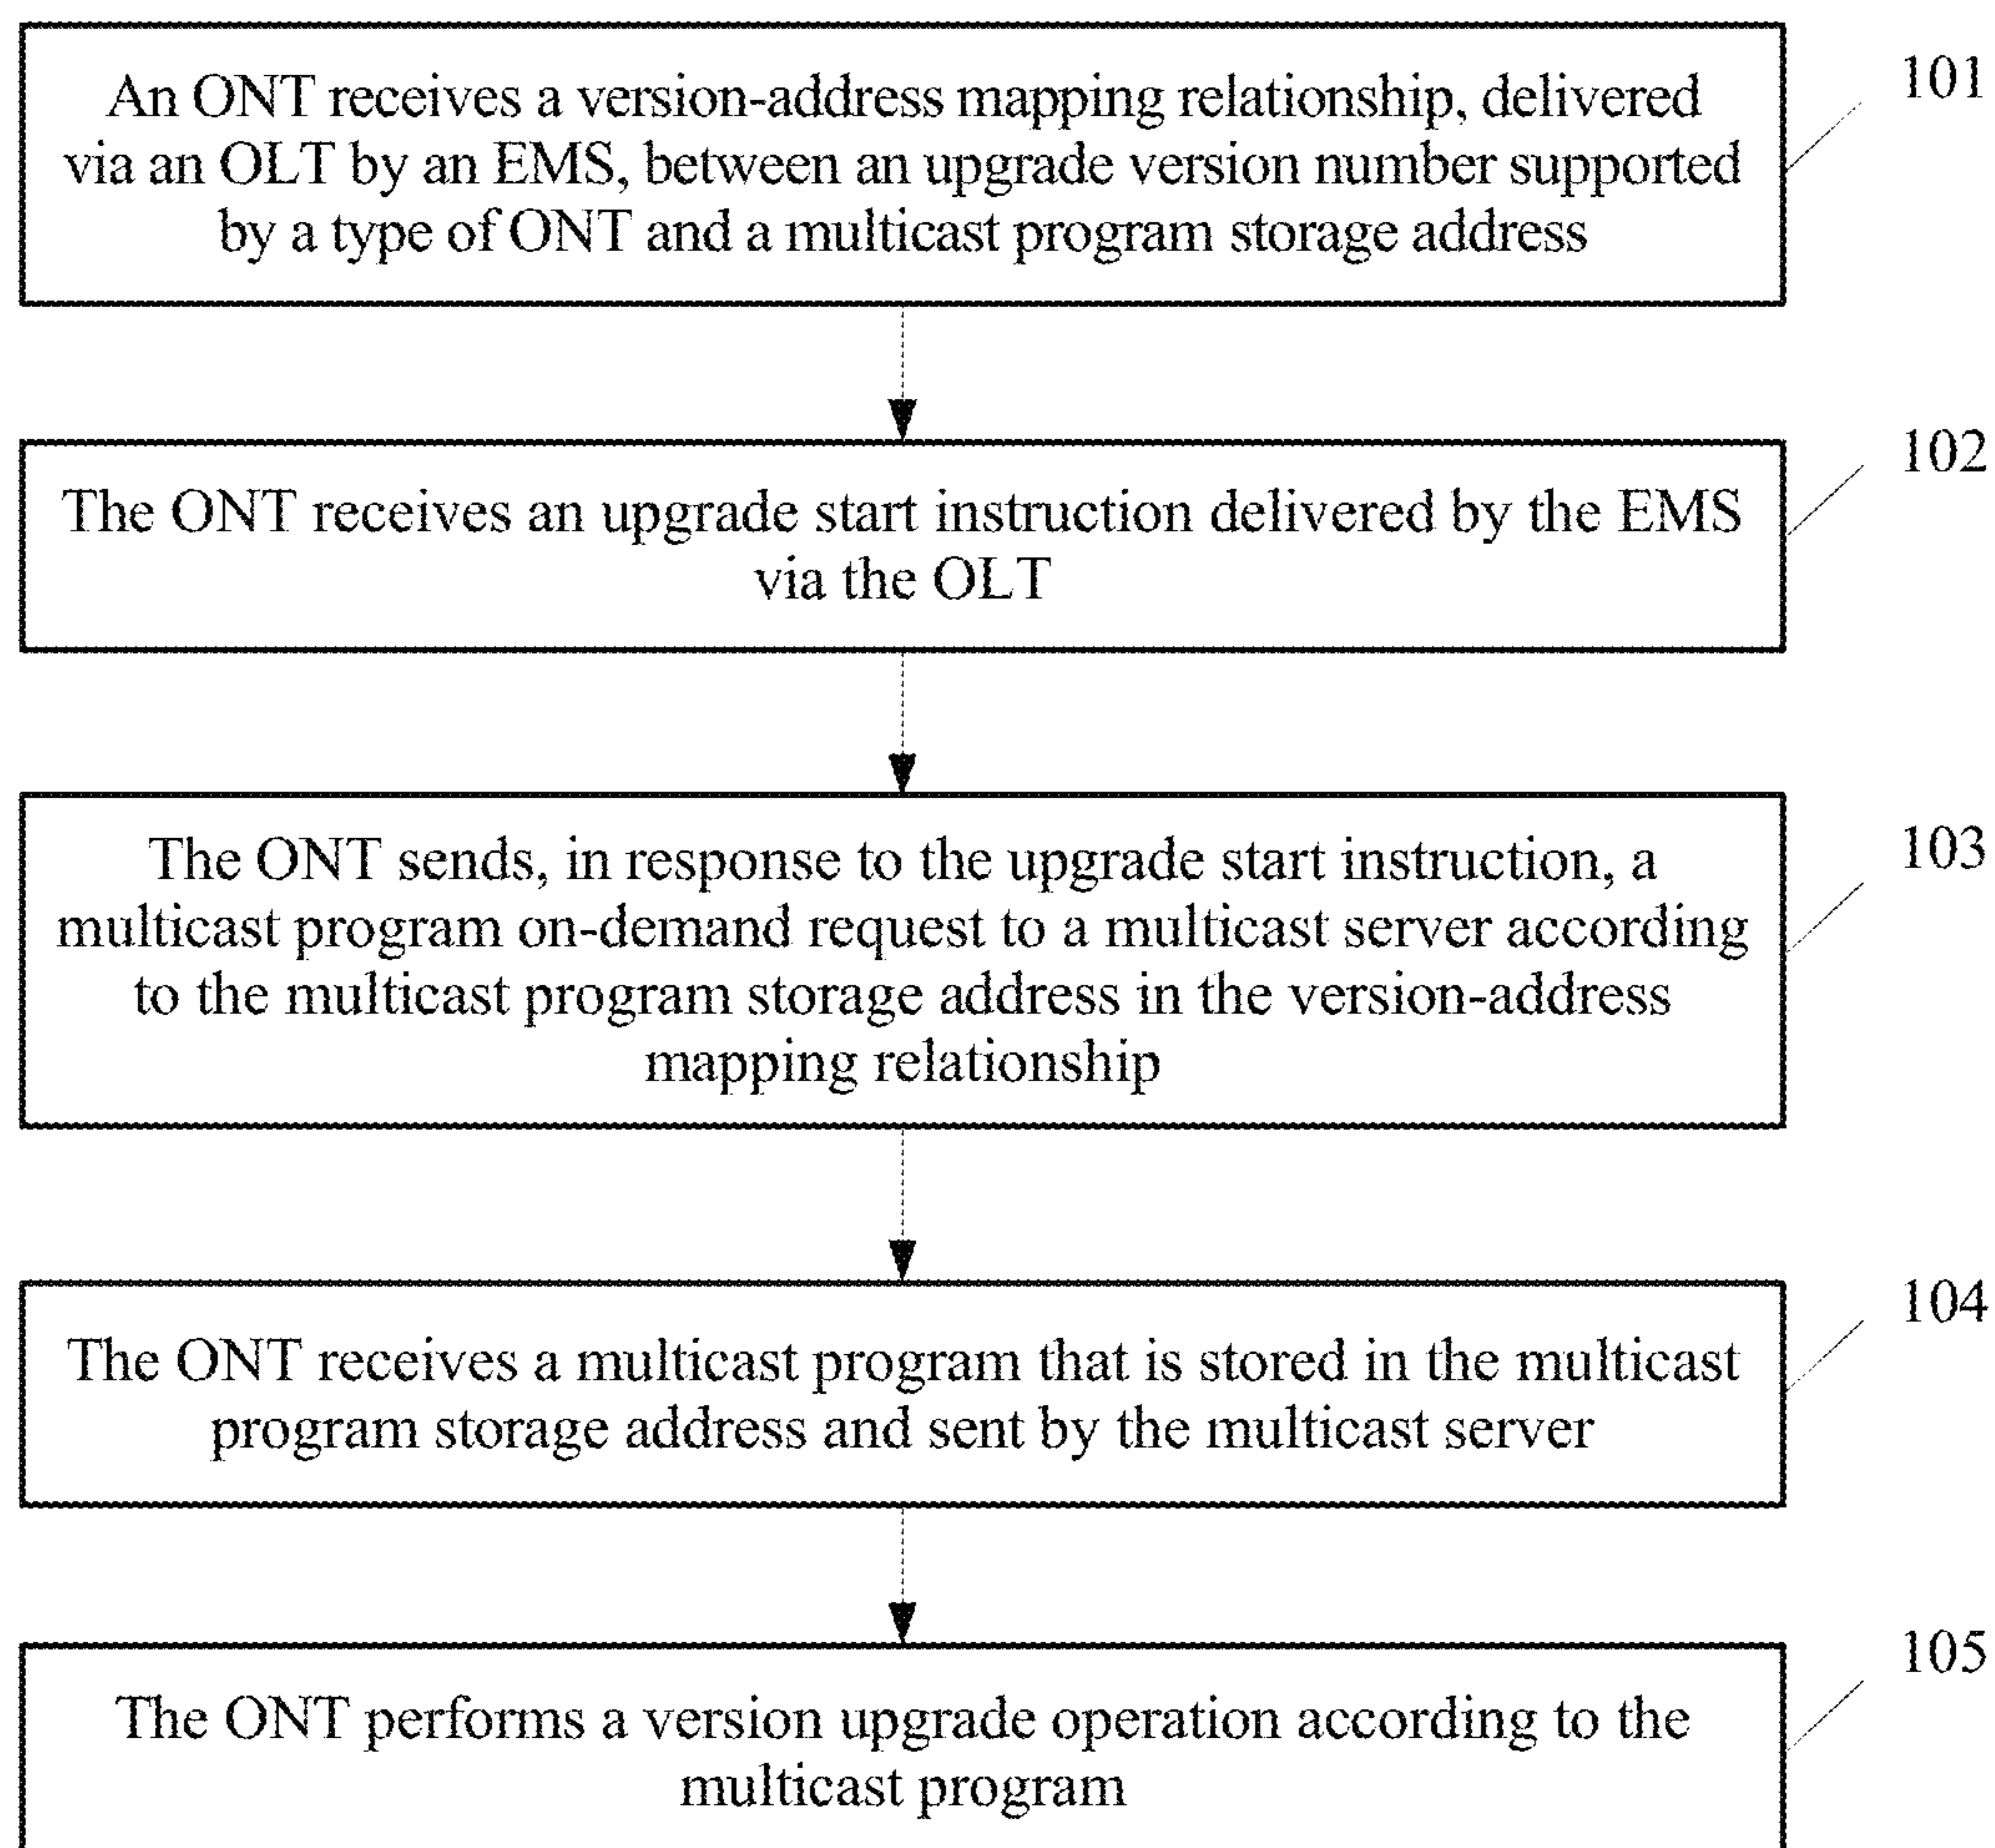 An ONT receives a version-address mapping relationship, delivered
via an OLT by an EMS, between an upgrade version number supported
by a type of ONT and a multicast program storage address
101
The ONT receives an upgrade start instruction delivered by the EMS
via the OLT
102
The ONT sends, in response to the upgrade start instruction, a
multicast program on-demand request to a multicast server according
to the multicast program storage address in the version-address
mapping relationship
103
The ONT receives a multicast program that is stored in the multicast
program storage address and sent by the multicast server
104
The ONT performs a version upgrade operation according to the
multicast program
105